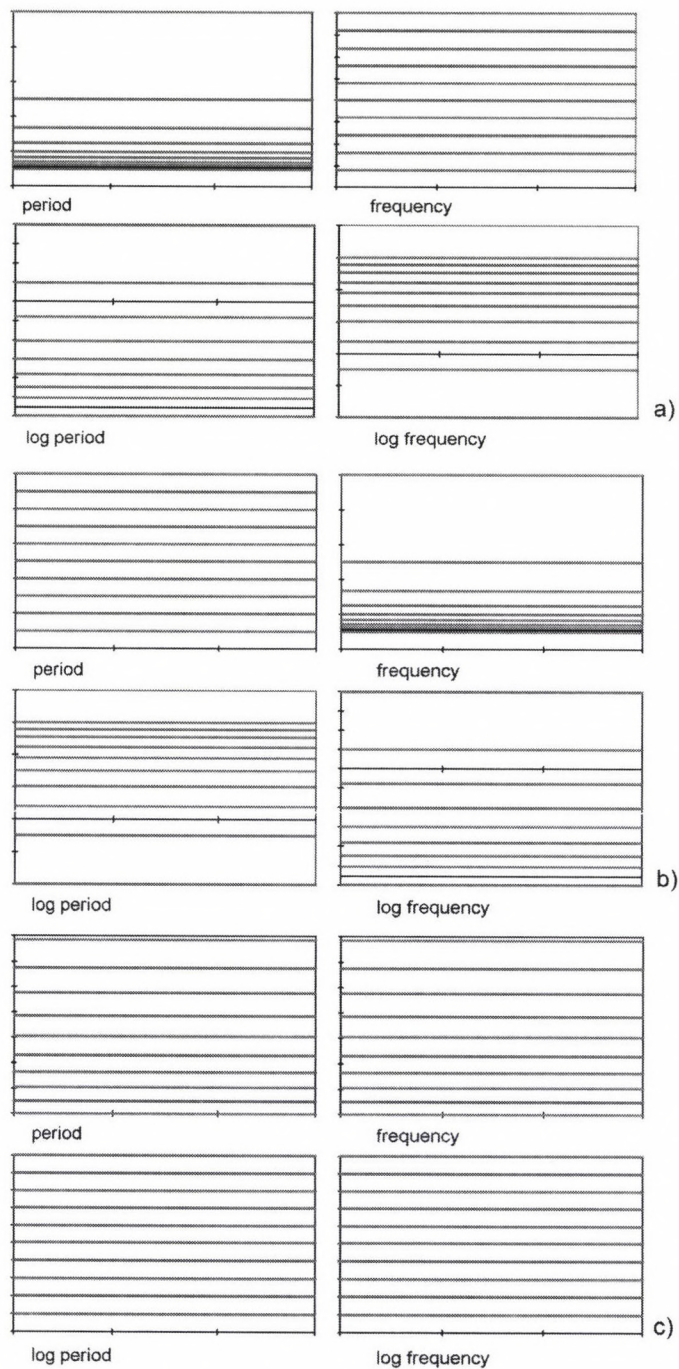 period
frequency
log period
log frequency
a)
period
frequency
log period
log frequency
b)
period
frequency
log period
log frequency
c)